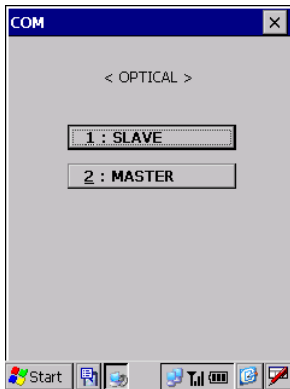 COM
< OPTICAL >
1 : SLAVE
2 : MASTER
Start